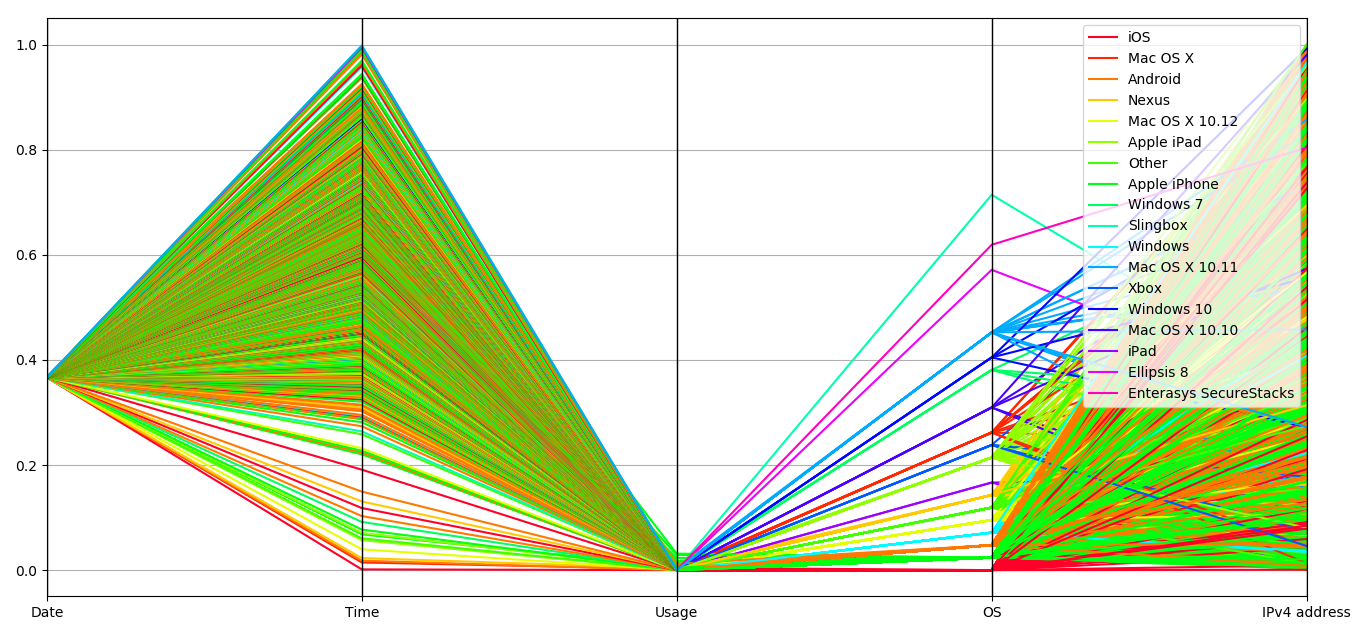 1.0
0.8
0.6
0.4
0.2
0.0
Date
Time
Usage
OS
IPv4 address
iOS
Mac OS X
Android
Nexus
Mac OS X 10.12
Apple iPad
Other
Apple iPhone
Windows 7
Slingbox
Windows
Mac OS X 10.11
Xbox
Windows 10
Mac OS X 10.10
iPad
Ellipsis 8
Enterasys SecureStacks